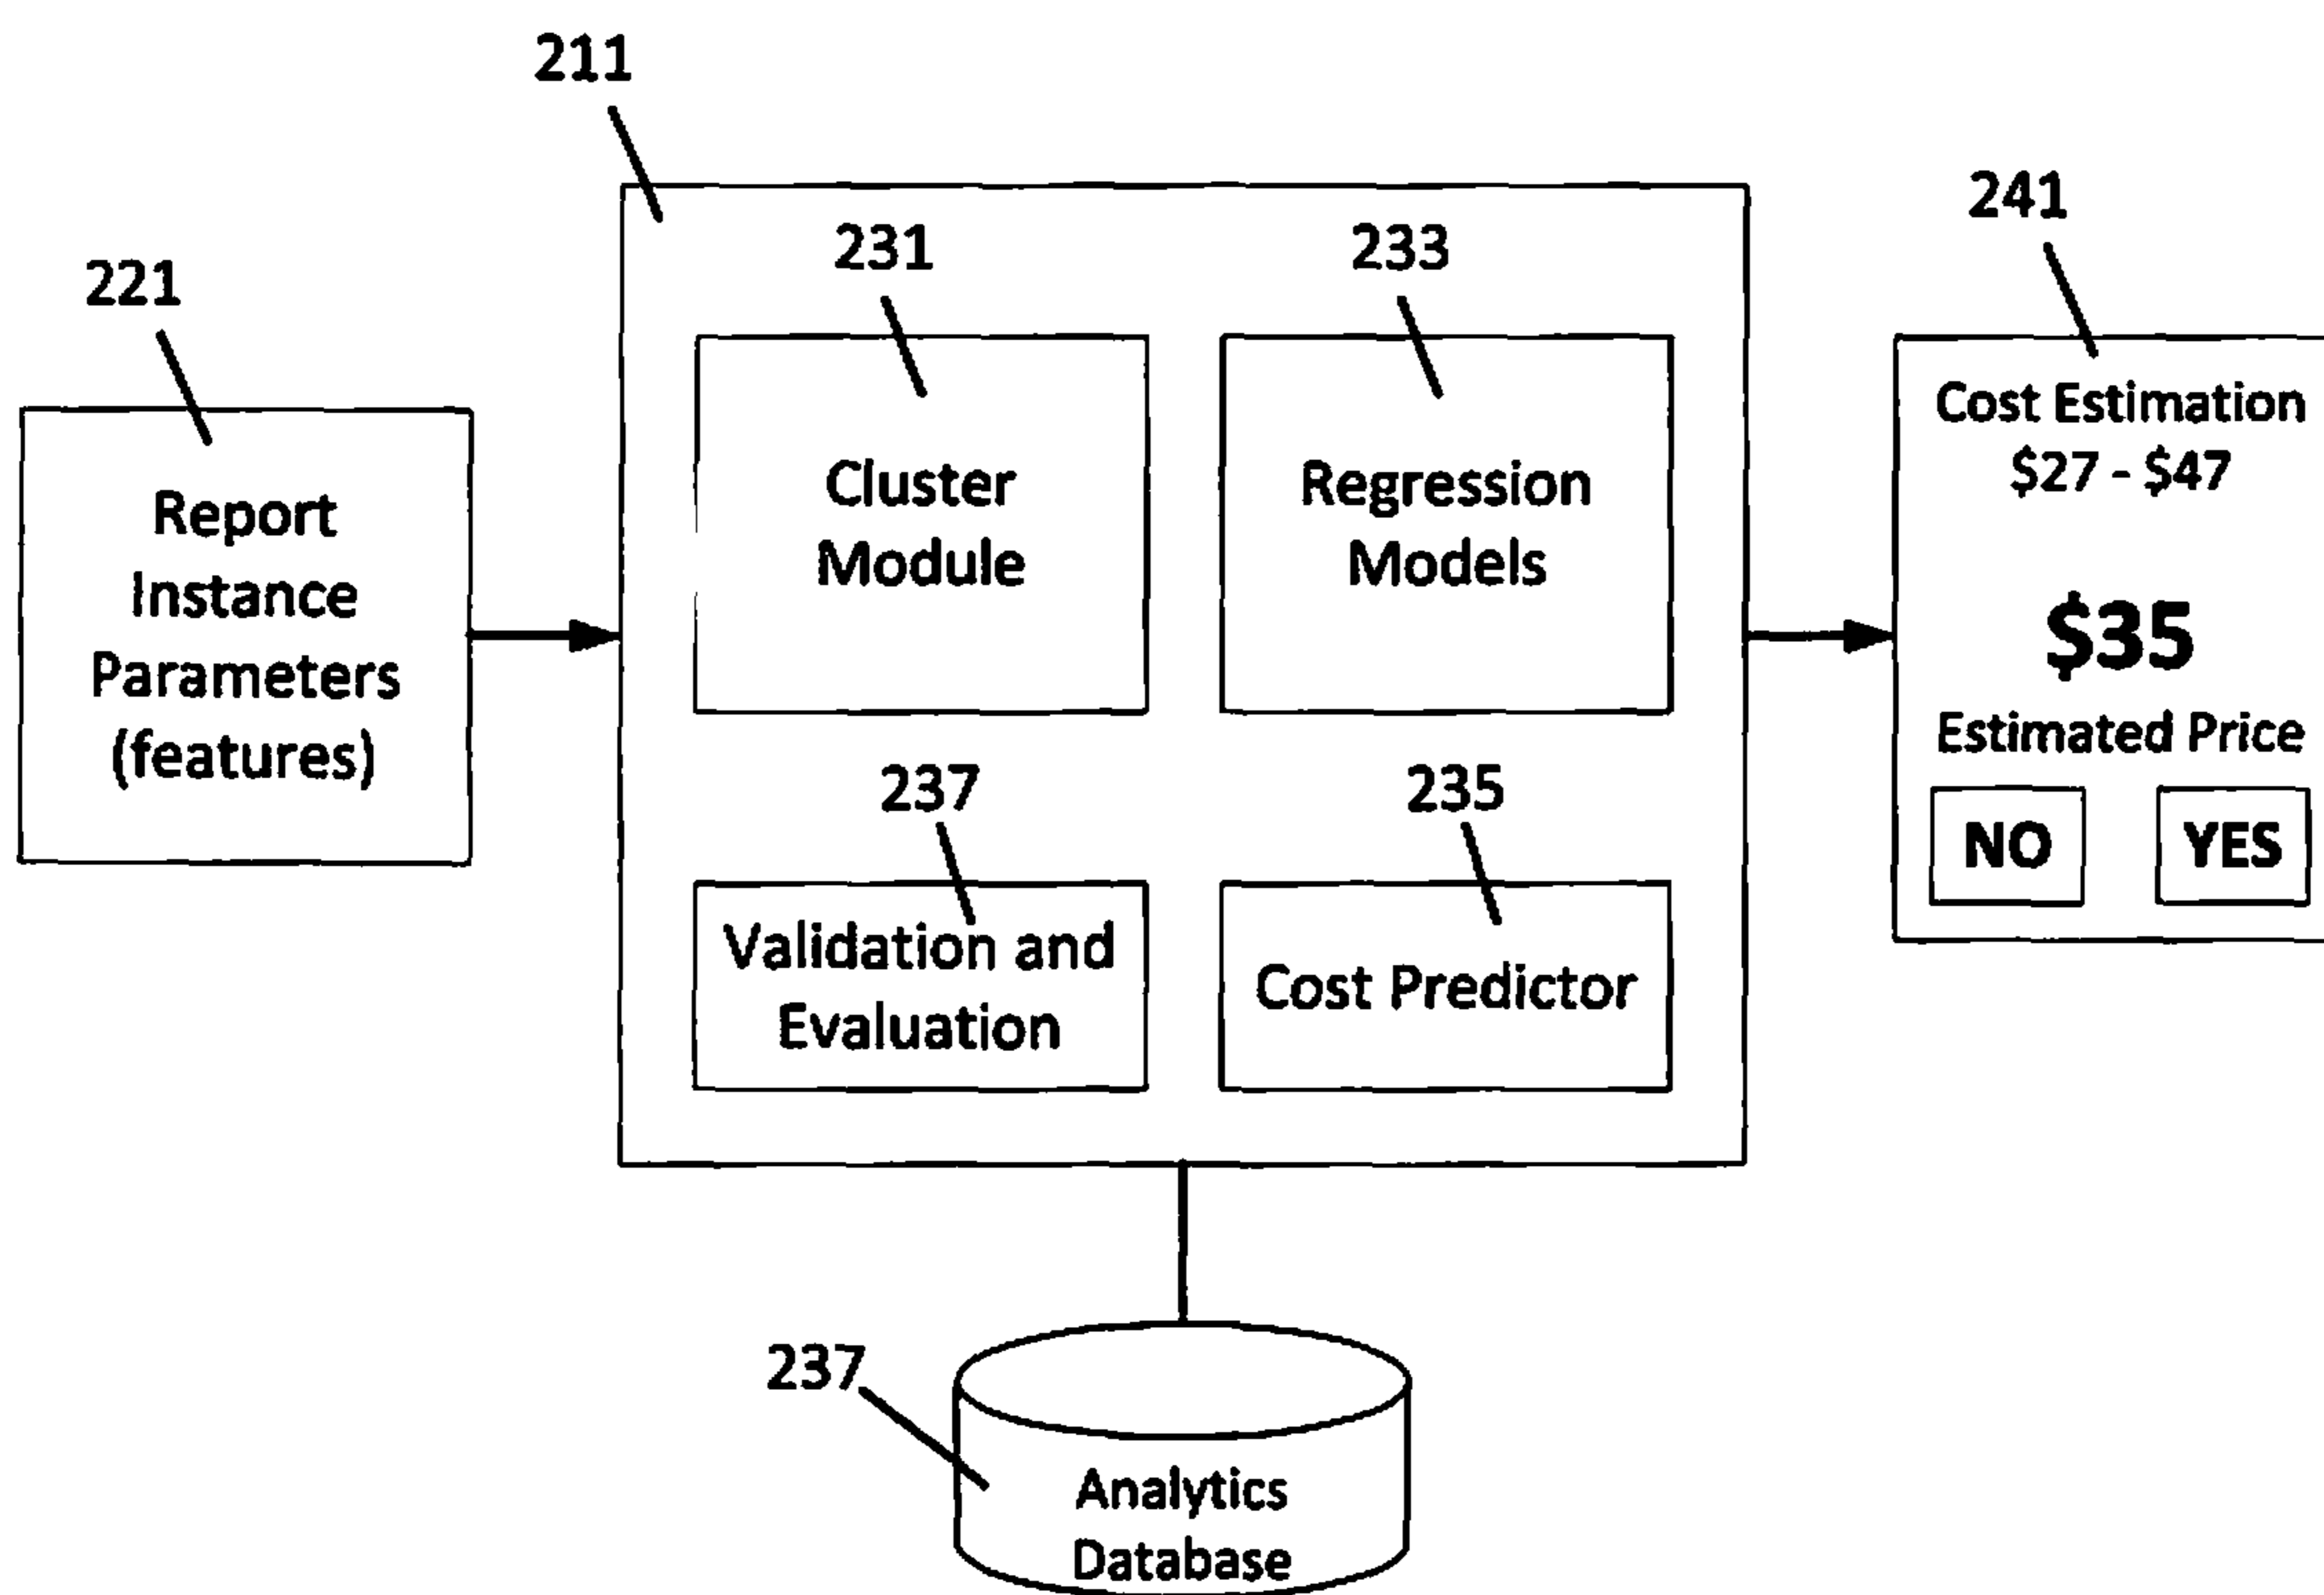 211
241
231
233
221
Cost Estimation
$27 - $47
Cluster
Module
Regression
Models
Report
Instance
Parameters
(features)
$35
Estimated Price
NO
YES
237
235
Validation and
Evaluation
Cost Predictor
237
Analytics
Database